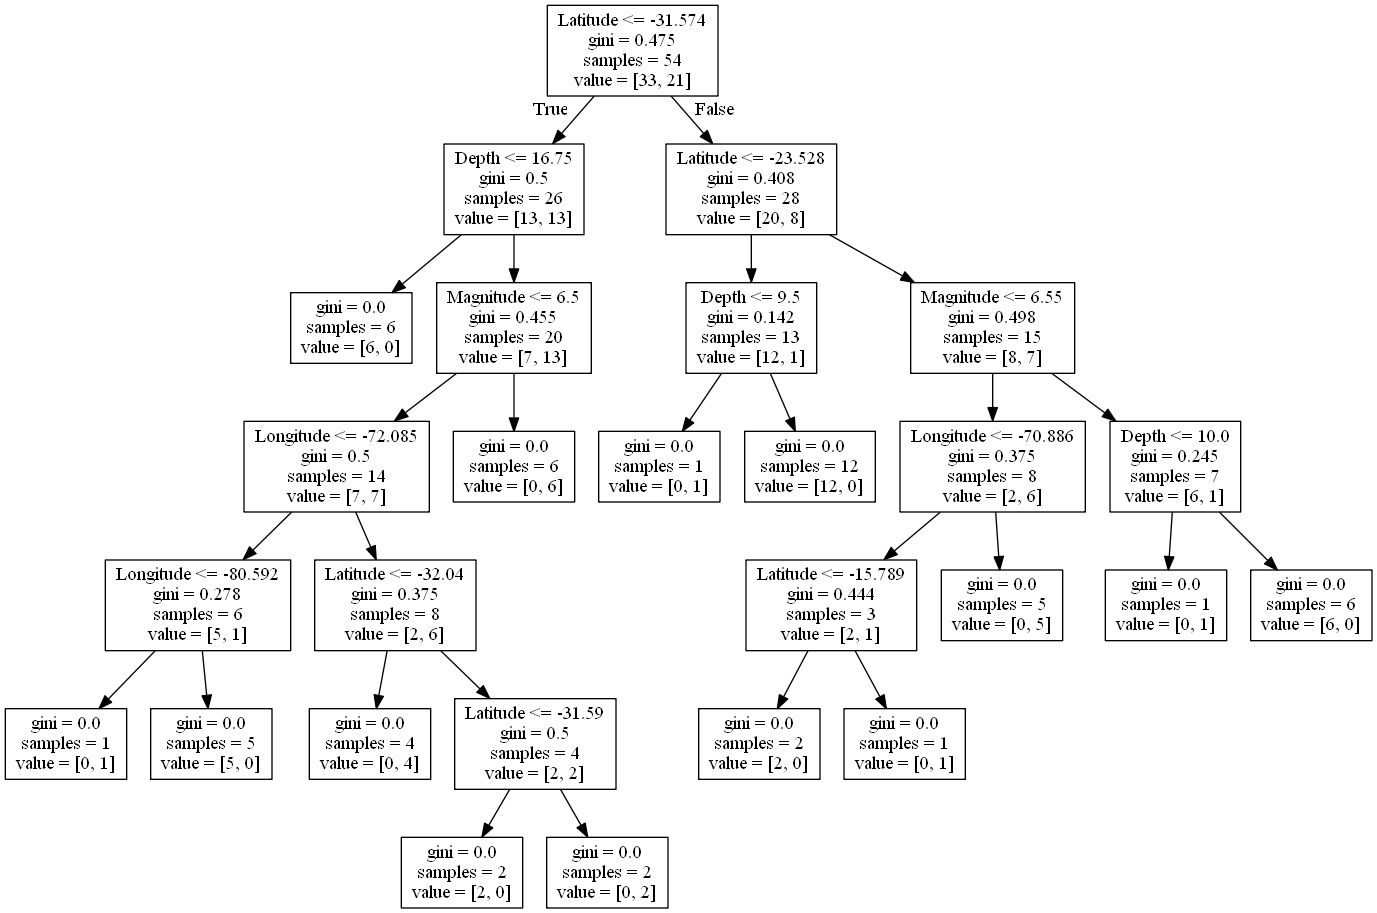 Latitude <= -31.574
gini = 0.475
samples = 54
value = [33, 21]
True
False
Depth <= 16.75
gini = 0.5
samples = 26
value = [13, 13]
Latitude <= -23.528
gini = 0.408
samples = 28
value = [20, 8]
gini = 0.0
samples = 6
value = [6, 0]
Magnitude <= 6.5
gini = 0.455
samples = 20
value = [7, 13]
Depth <= 9.5
gini = 0.142
samples = 13
value = [12, 1]
Magnitude <= 6.55
gini = 0.498
samples = 15
value = [8, 7]
Longitude <= -72.085
gini = 0.5
samples = 14
value = [7, 7]
gini = 0.0
samples = 6
value = [0, 6]
gini = 0.0
samples = 1
value = [0, 1]
gini = 0.0
samples = 12
value = [12, 0]
Longitude <= -70.886
gini = 0.375
samples = 8
value = [2, 6]
Depth <= 10.0
gini = 0.245
samples = 7
value = [6, 1]
Longitude <= -80.592
gini = 0.278
samples = 6
value = [5, 1]
Latitude <= -32.04
gini = 0.375
samples = 8
value = [2, 6]
Latitude <= -15.789
gini = 0.444
samples = 3
value = [2, 1]
gini = 0.0
samples = 5
value = [0, 5]
gini = 0.0
samples = 1
value = [0, 1]
gini = 0.0
samples = 6
value = [6, 0]
gini = 0.0
samples = 1
value = [0, 1]
gini = 0.0
samples = 5
value = [5, 0]
gini = 0.0
samples = 4
value = [0, 4]
Latitude <= -31.59
gini = 0.5
samples = 4
value = [2, 2]
gini = 0.0
samples = 2
value = [2, 0]
gini = 0.0
samples = 1
value = [0, 1]
gini = 0.0
samples = 2
value = [2, 0]
gini = 0.0
samples = 2
value = [0, 2]